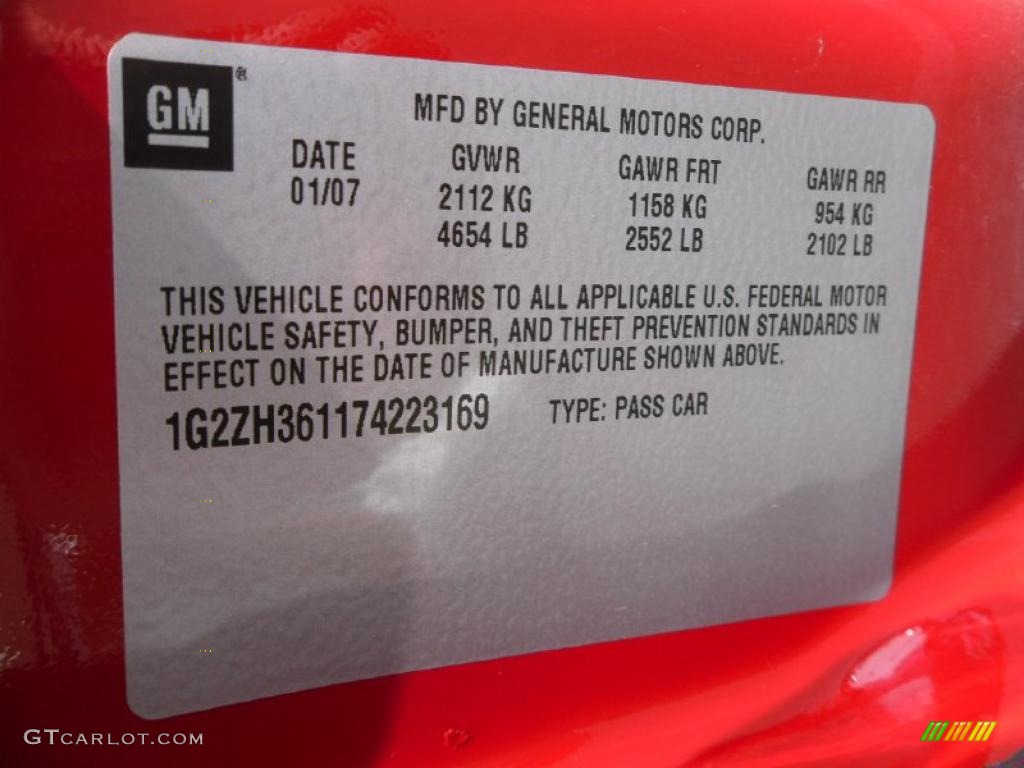 GM®
MFD BY GENERAL MOTORS CORP.
DATE GVWR GAWR FRT GAWR RR
01/07 2112 KG 1158 KG 954 KG
4654 LB 2552 LB 2102 LB
THIS VEHICLE CONFORMS TO ALL APPLICABLE U.S. FEDERAL MOTOR
VEHICLE SAFETY, BUMPER, AND THEFT PREVENTION STANDARDS IN
EFFECT ON THE DATE OF MANUFACTURE SHOWN ABOVE.
1G2ZH361174223169 TYPE: PASS CAR
GTCARLOT.COM